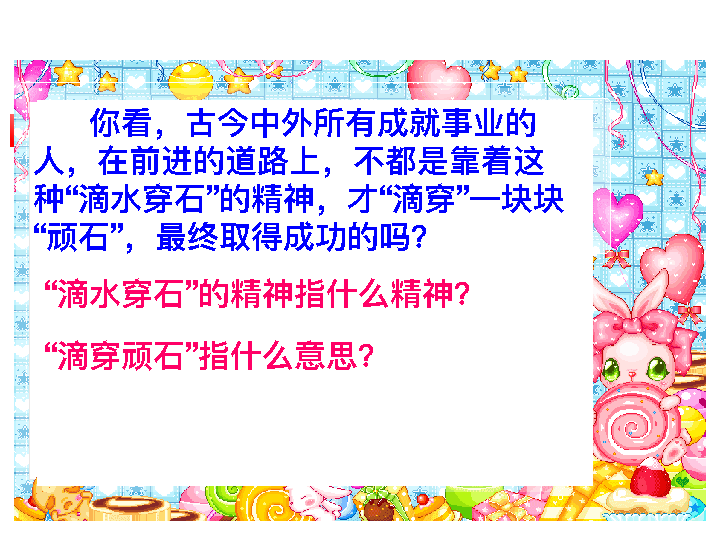 你看，古今中外所有成就事业的
人，在前进的道路上，不都是靠着这
种“滴水穿石”的精神，才“滴穿”一块块
“顽石”，最终取得成功的吗？
“滴水穿石”的精神指什么精神？
“滴穿顽石”指什么意思？